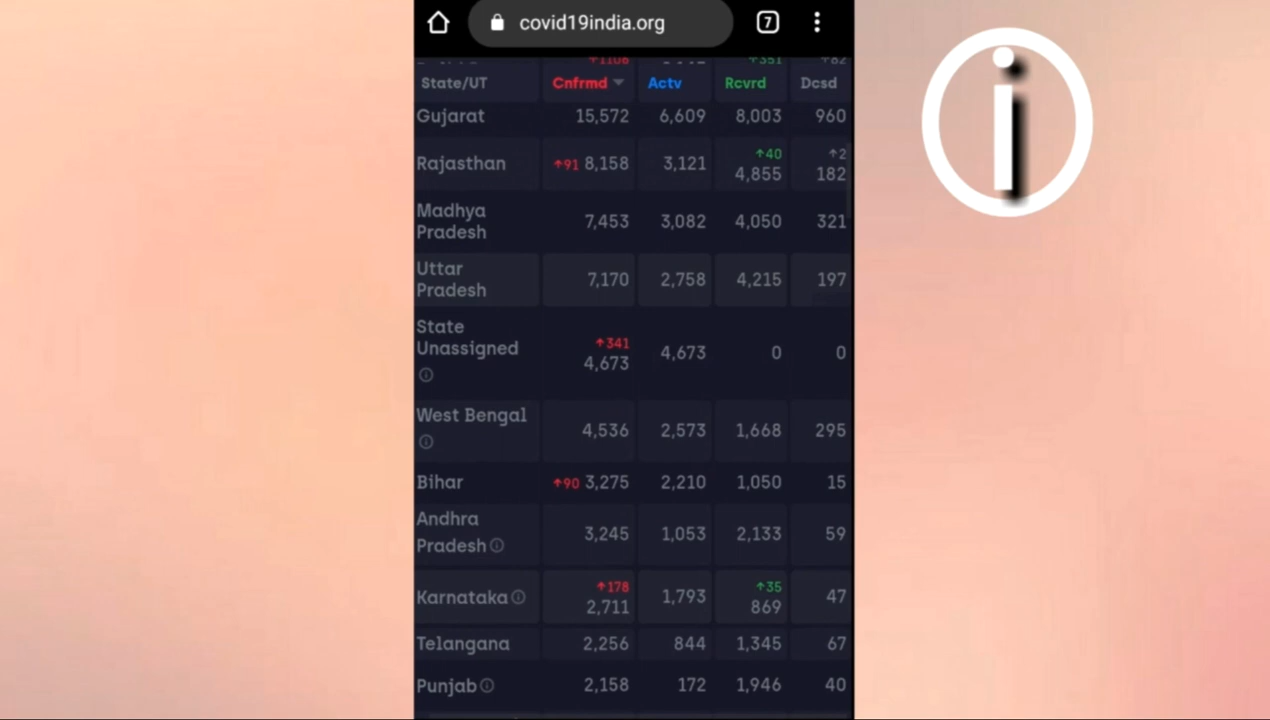 covid19india.org
7
↑1106 ↑351 ↑82
State/UT Cnfrmd Actv Rcvrd Dcsd
Gujarat 15,572 6,609 8,003 960
↑40 ↑2
Rajasthan ↑91 8,158 3,121 4,855 182
Madhya
Pradesh 7,453 3,082 4,050 321
Uttar
Pradesh 7,170 2,758 4,215 197
State ↑341
Unassigned 4,673 4,673 0 0
West Bengal 4,536 2,573 1,668 295
Bihar ↑90 3,275 2,210 1,050 15
Andhra
Pradesh 3,245 1,053 2,133 59
↑178 ↑35
Karnataka 2,711 1,793 869 47
Telangana 2,256 844 1,345 67
Punjab 2,158 172 1,946 40
i